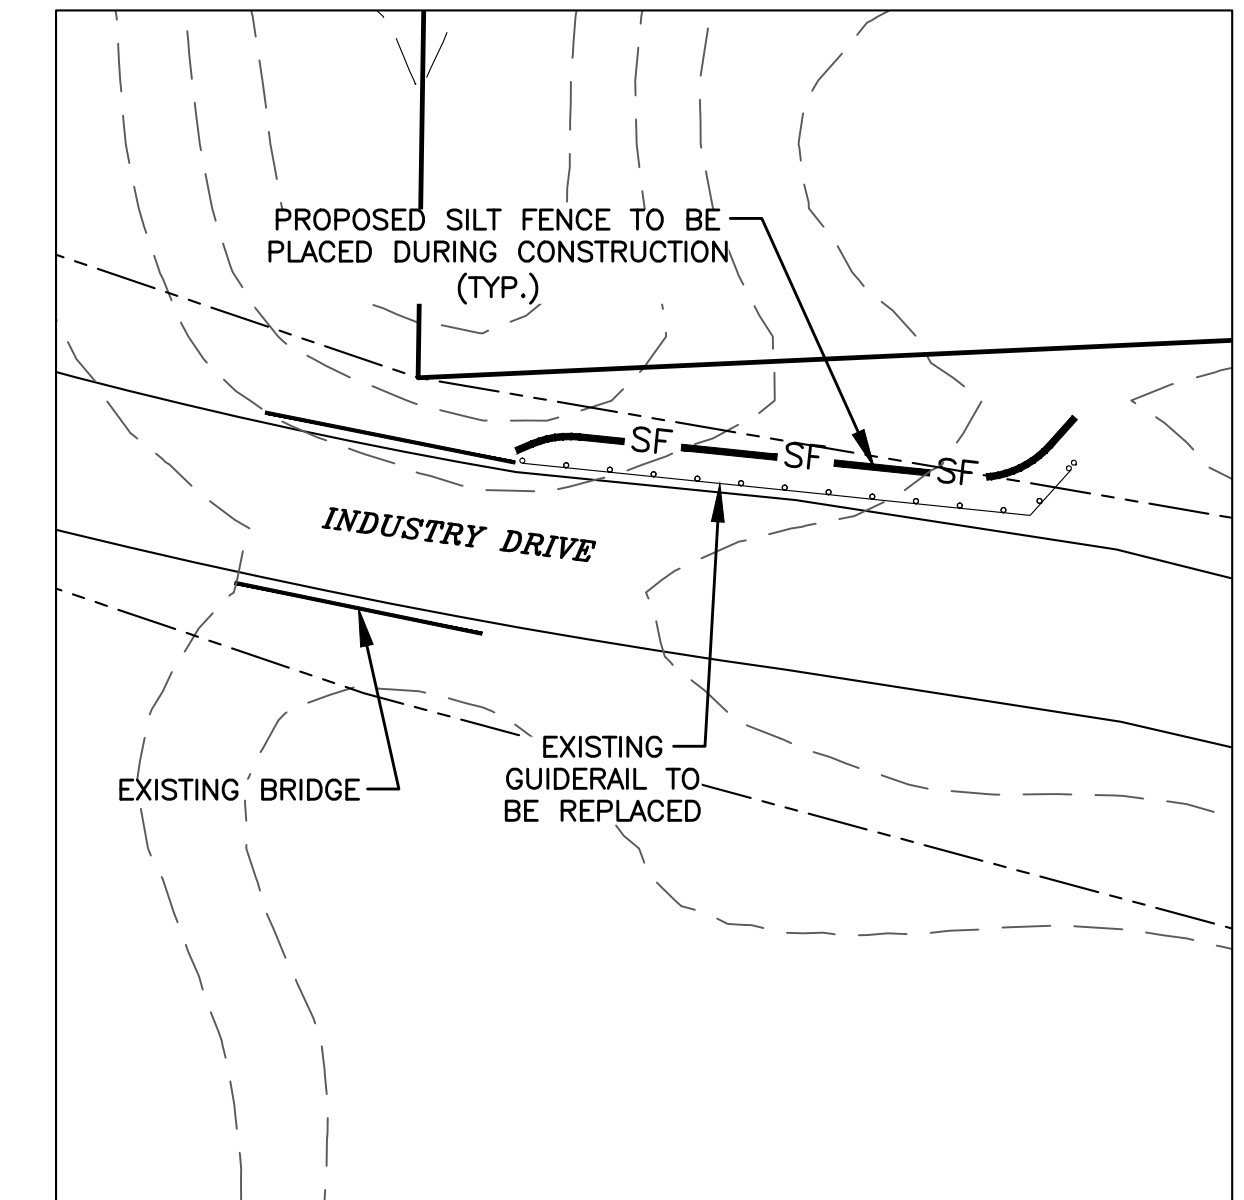 PROPOSED SILT FENCE TO BE
PLACED DURING CONSTRUCTION
(TYP.)
SF SF SF
INDUSTRY DRIVE
EXISTING
GUIDERAIL TO
BE REPLACED
EXISTING BRIDGE